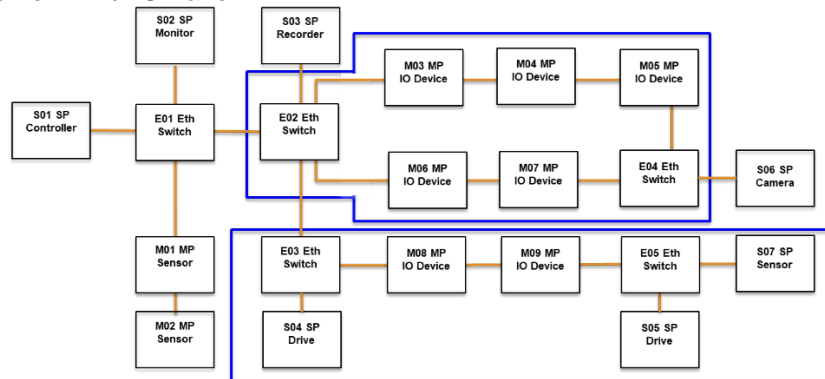 S02 SP
Monitor
S03 SP
Recorder
M03 MP
IO Device
M04 MP
IO Device
M05 MP
IO Device
S01 SP
Controller
E01 Eth
Switch
E02 Eth
Switch
M06 MP
IO Device
M07 MP
IO Device
E04 Eth
Switch
S06 SP
Camera
M01 MP
Sensor
E03 Eth
Switch
M08 MP
IO Device
M09 MP
IO Device
E05 Eth
Switch
S07 SP
Sensor
M02 MP
Sensor
S04 SP
Drive
S05 SP
Drive